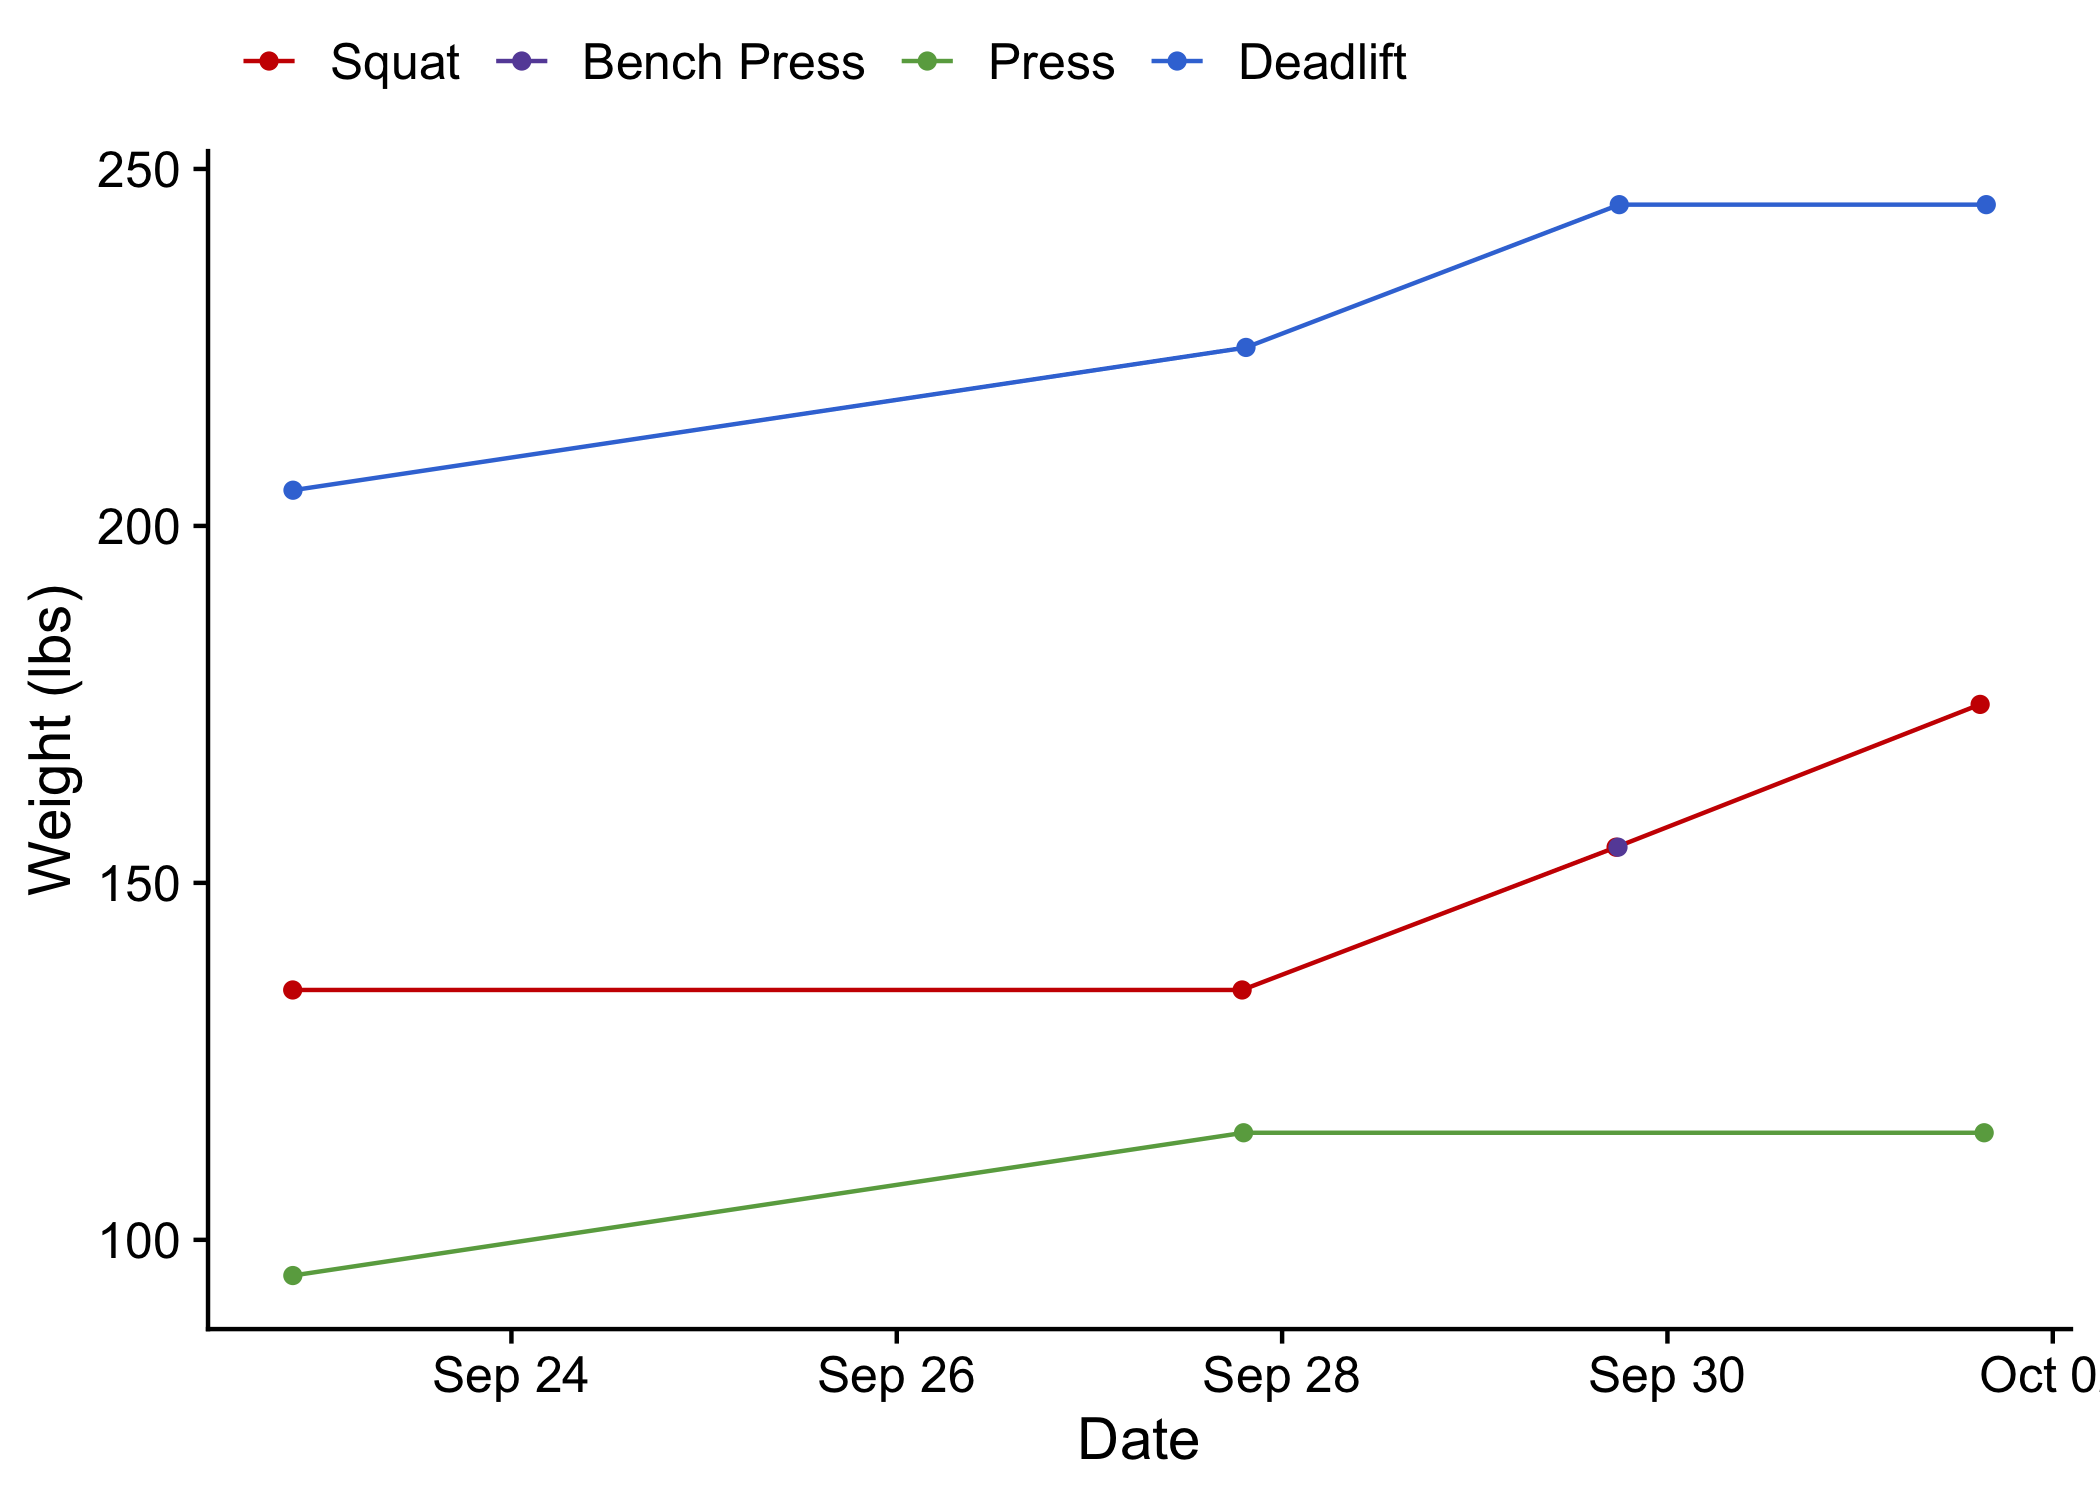 Squat Bench Press Press Deadlift
250
200
150
100
Weight (lbs)
Sep 24 Sep 26 Sep 28 Sep 30 Oct 0
Date